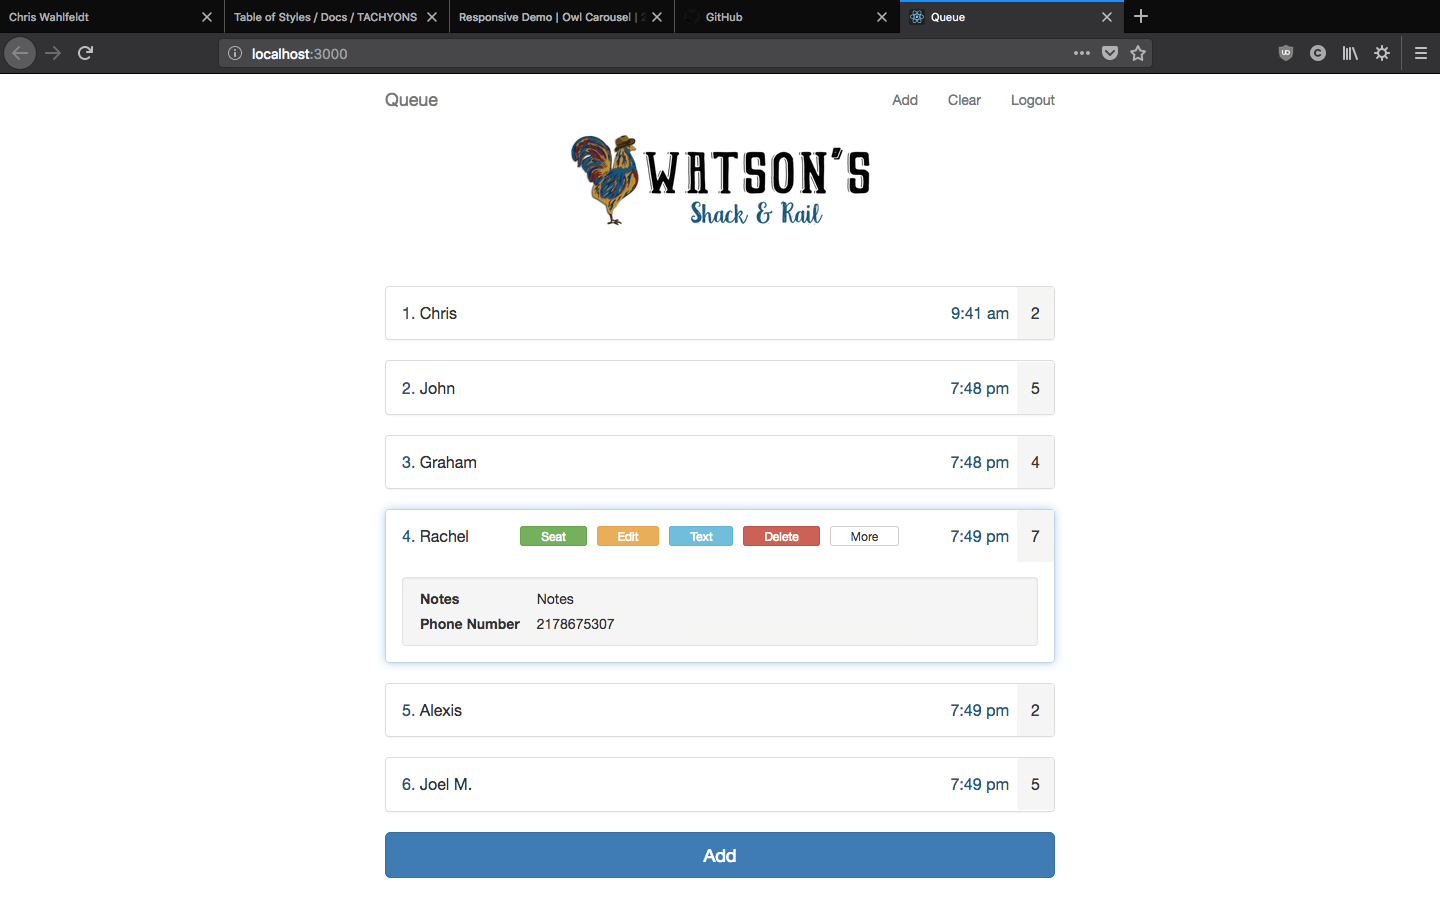 Chris Wahlfeldt
Table of Styles / Docs / TACHYONS
Responsive Demo | Owl Carousel |
GitHub
Queue
localhost:3000
Queue
Add
Clear
Logout
WATSON'S
Shack & Rail
1. Chris 9:41 am 2
2. John 7:48 pm 5
3. Graham 7:48 pm 4
4. Rachel Seat Edit Text Delete More 7:49 pm 7
Notes Notes
Phone Number 2178675307
5. Alexis 7:49 pm 2
6. Joel M. 7:49 pm 5
Add